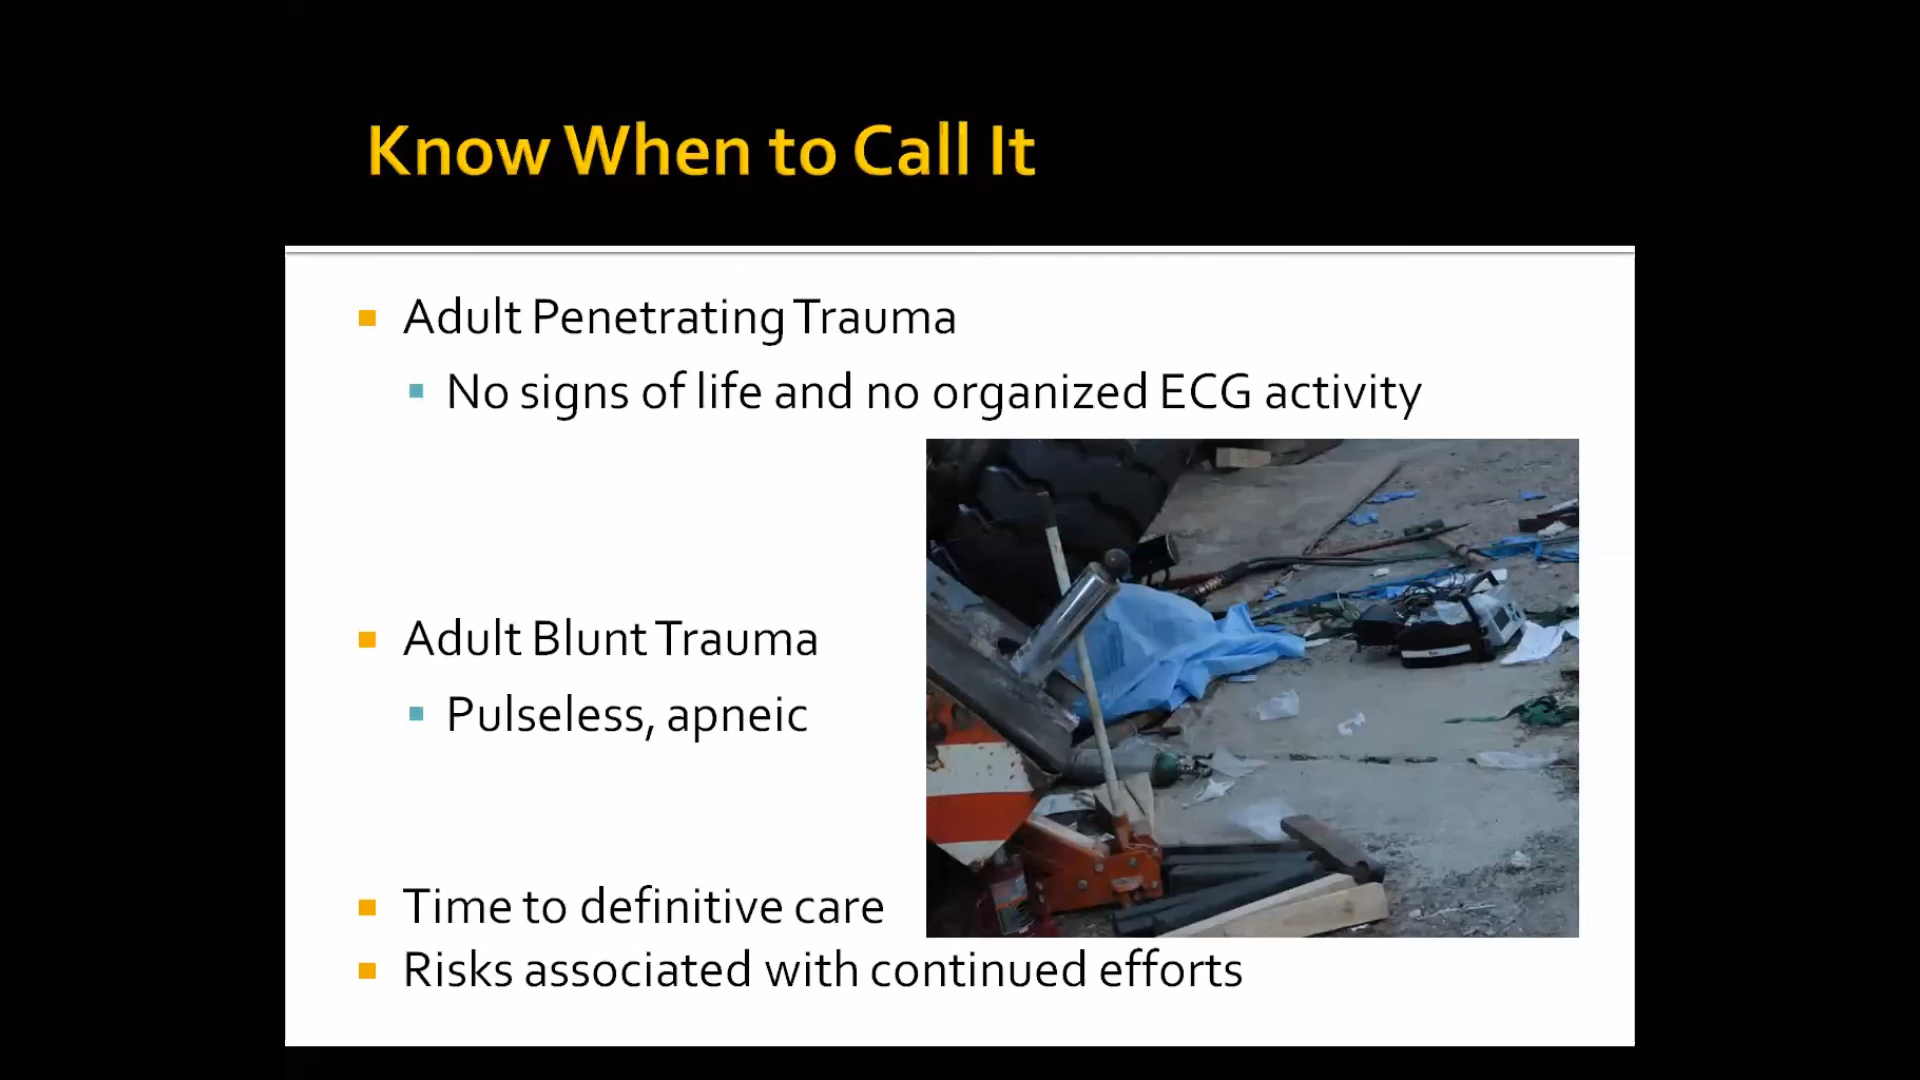 Know When to Call It
Adult Penetrating Trauma
No signs of life and no organized ECG activity
Adult Blunt Trauma
Pulseless, apneic
Time to definitive care
Risks associated with continued efforts